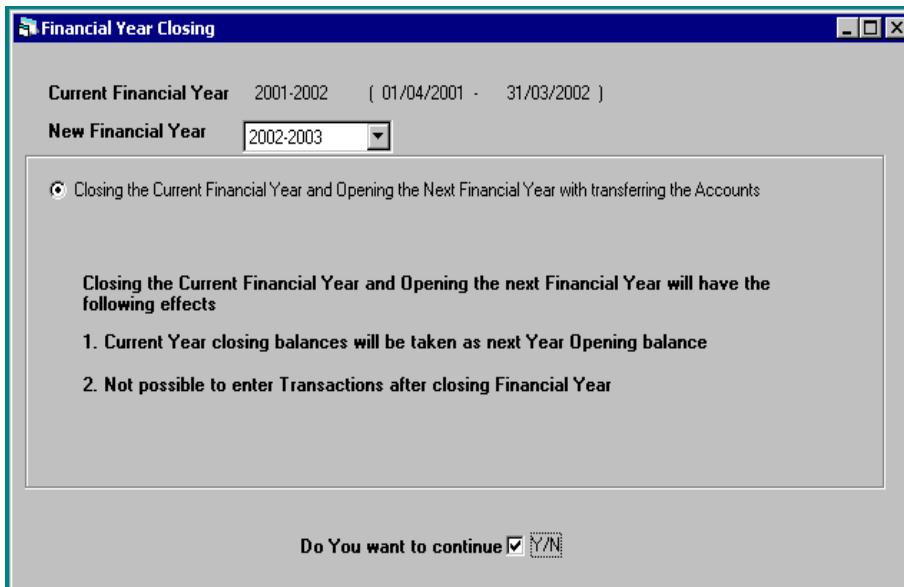 Financial Year Closing
Current Financial Year 2001-2002 ( 01/04/2001 - 31/03/2002 )
New Financial Year 2002-2003
Closing the Current Financial Year and Opening the Next Financial Year with transferring the Accounts
Closing the Current Financial Year and Opening the next Financial Year will have the
following effects
1. Current Year closing balances will be taken as next Year Opening balance
2. Not possible to enter Transactions after closing Financial Year
Do You want to continue Y/N